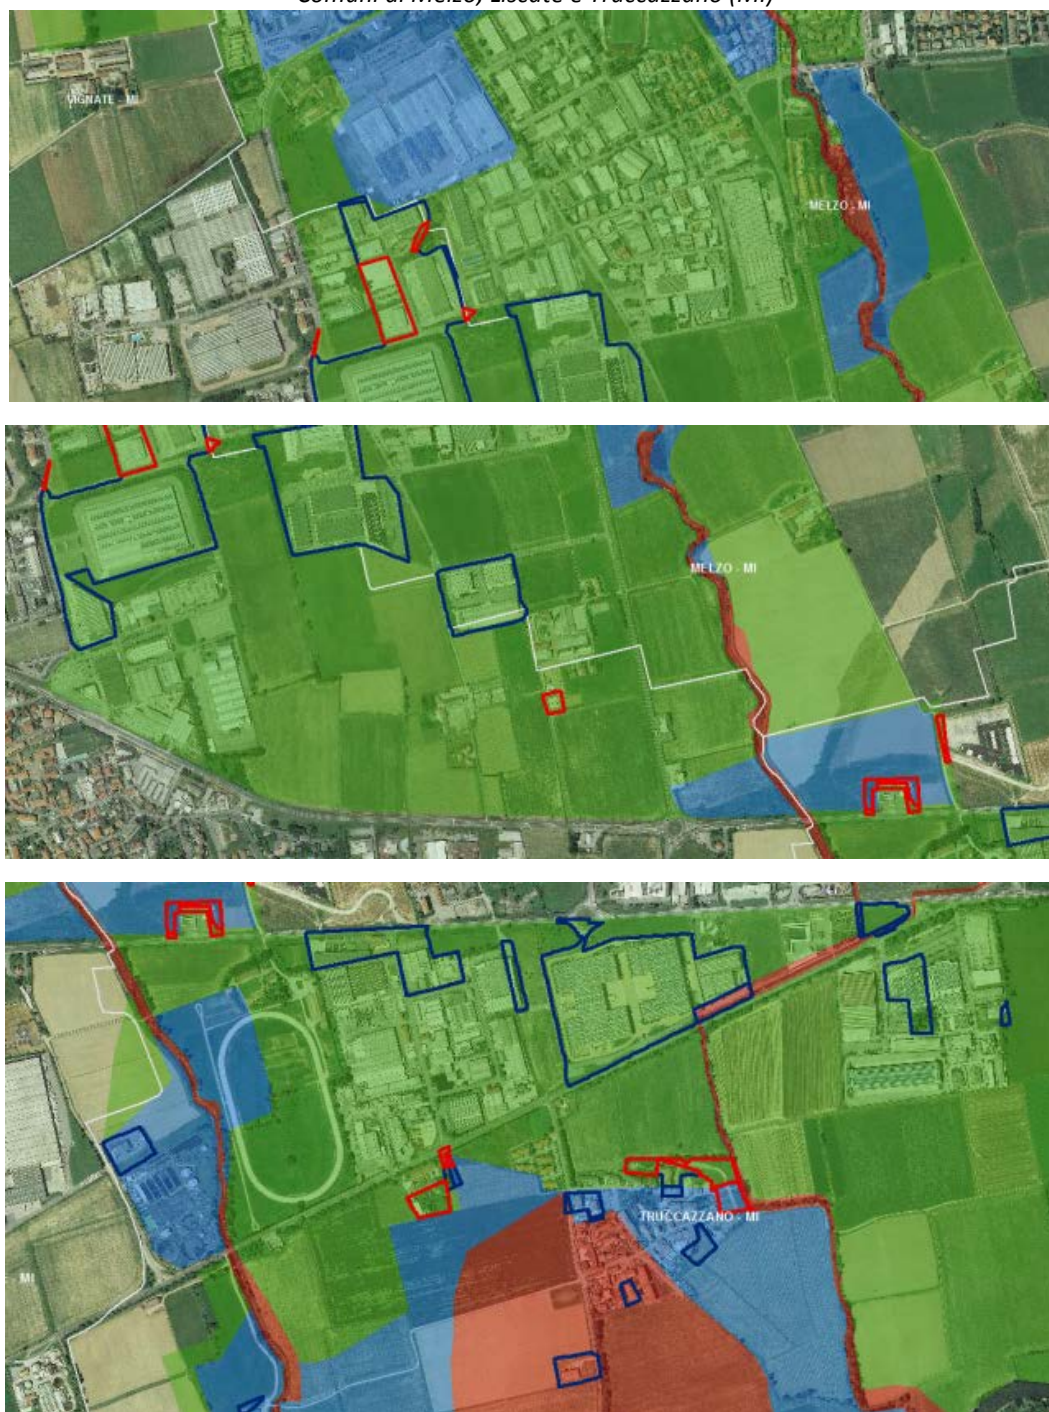 Comuni di Melzo, Liscate e Truccazzano (MI)
VIGNATE - MI
MELZO - MI
MELZO - MI
TRUCCAZZANO - MI
MI